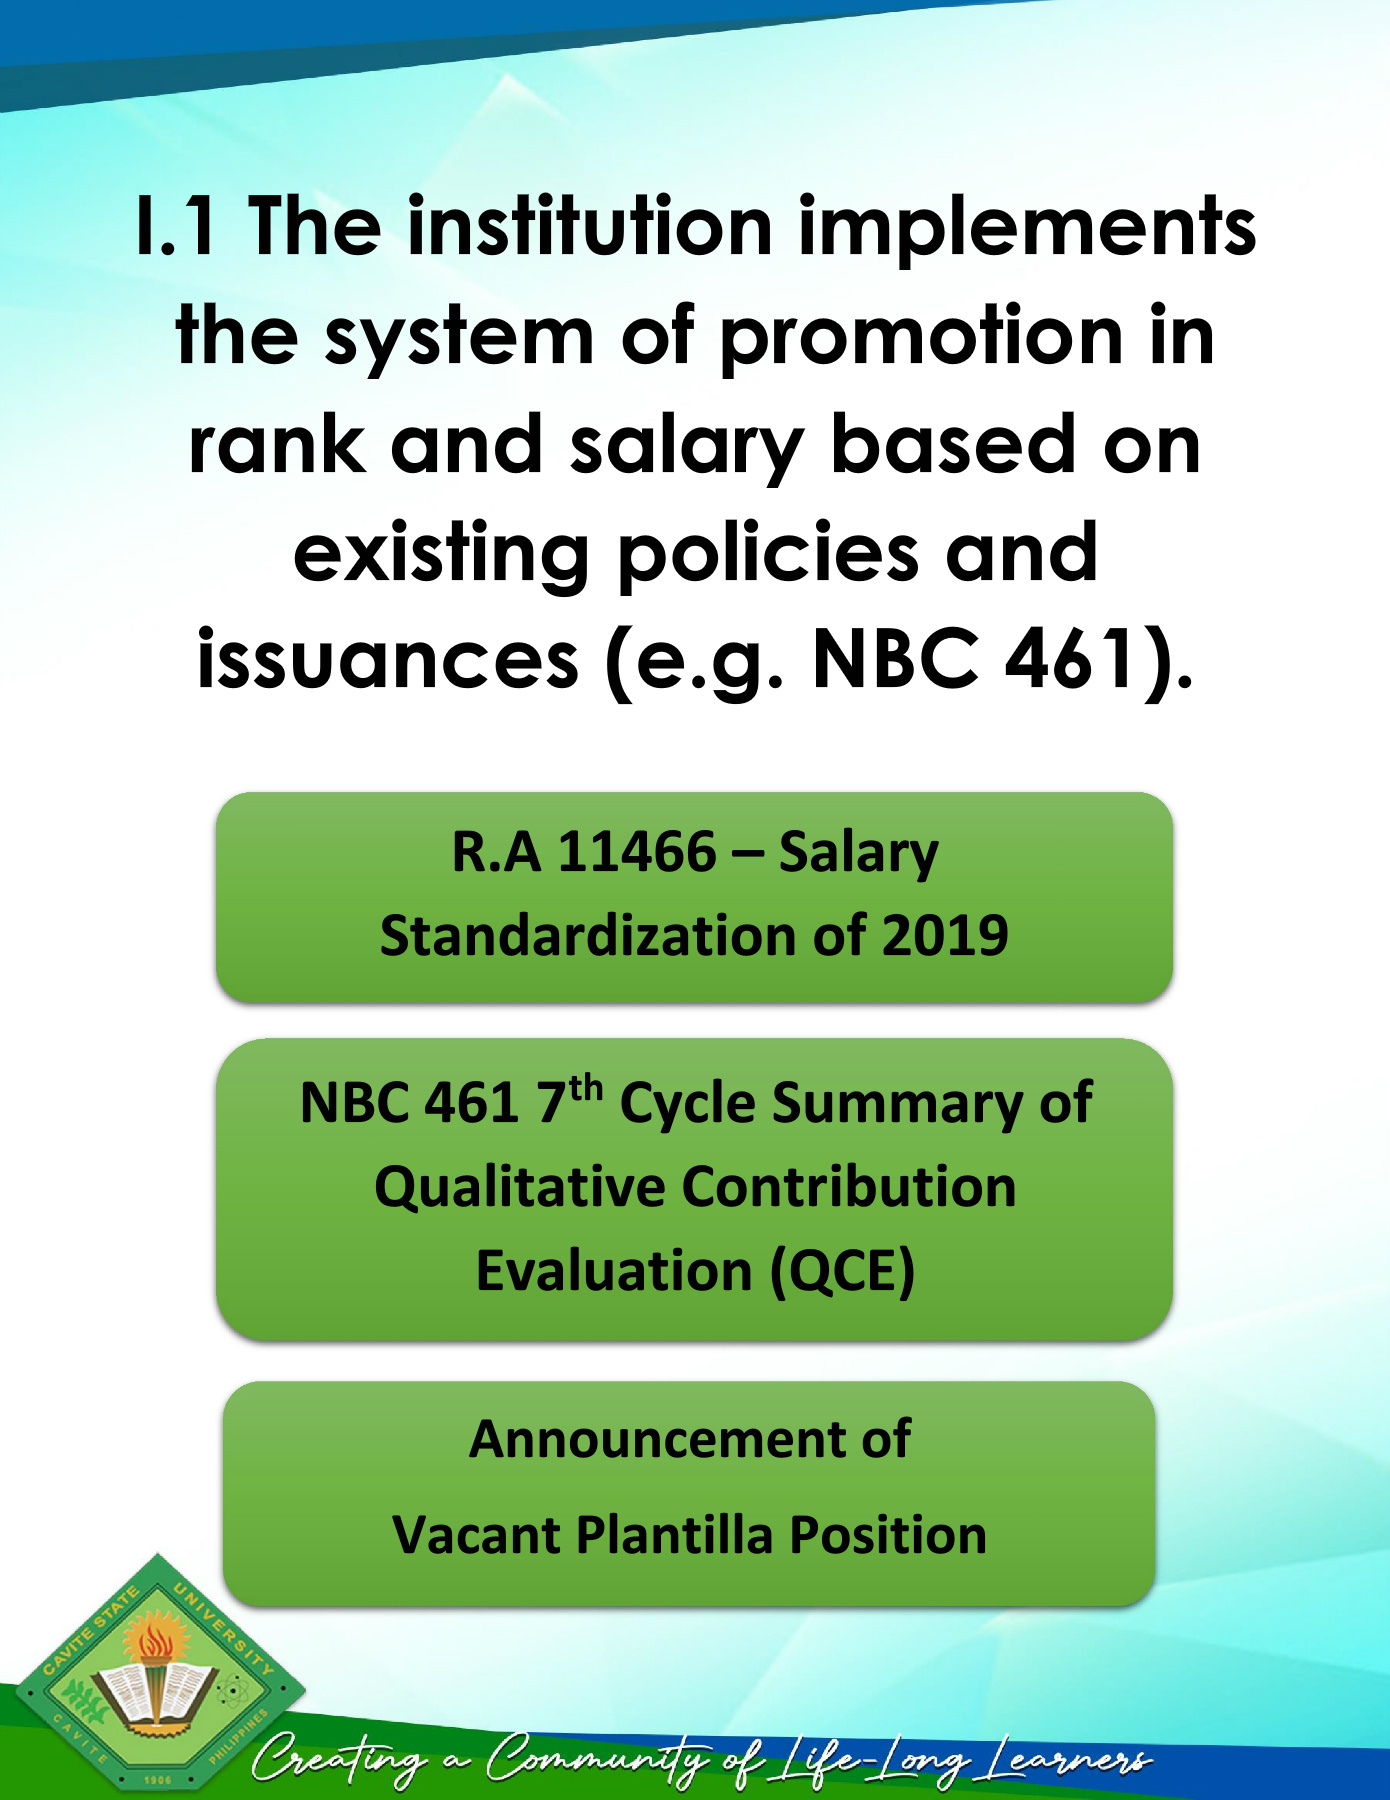 I.1 The institution implements
the system of promotion in
rank and salary based on
existing policies and
issuances (e.g. NBC 461).
R.A 11466 – Salary
Standardization of 2019
NBC 461 7th Cycle Summary of
Qualitative Contribution
Evaluation (QCE)
Announcement of
Vacant Plantilla Position
CAVITE STATE
UNIVERSITY
CAVITE
PHILIPPINES
1906
Creating a Community of Life-Long Learners